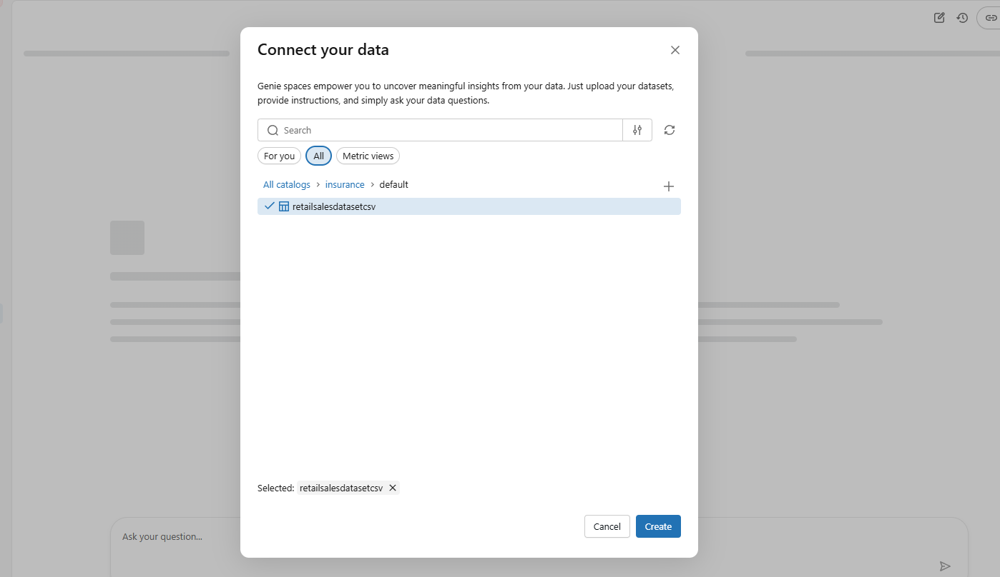 Connect your data
Genie spaces empower you to uncover meaningful insights from your data. Just upload your datasets,
provide instructions, and simply ask your data questions.
Search
For you All Metric views
All catalogs > insurance > default
retailsalesdatasetcsv
Selected: retailsalesdatasetcsv
Cancel Create
Ask your question...